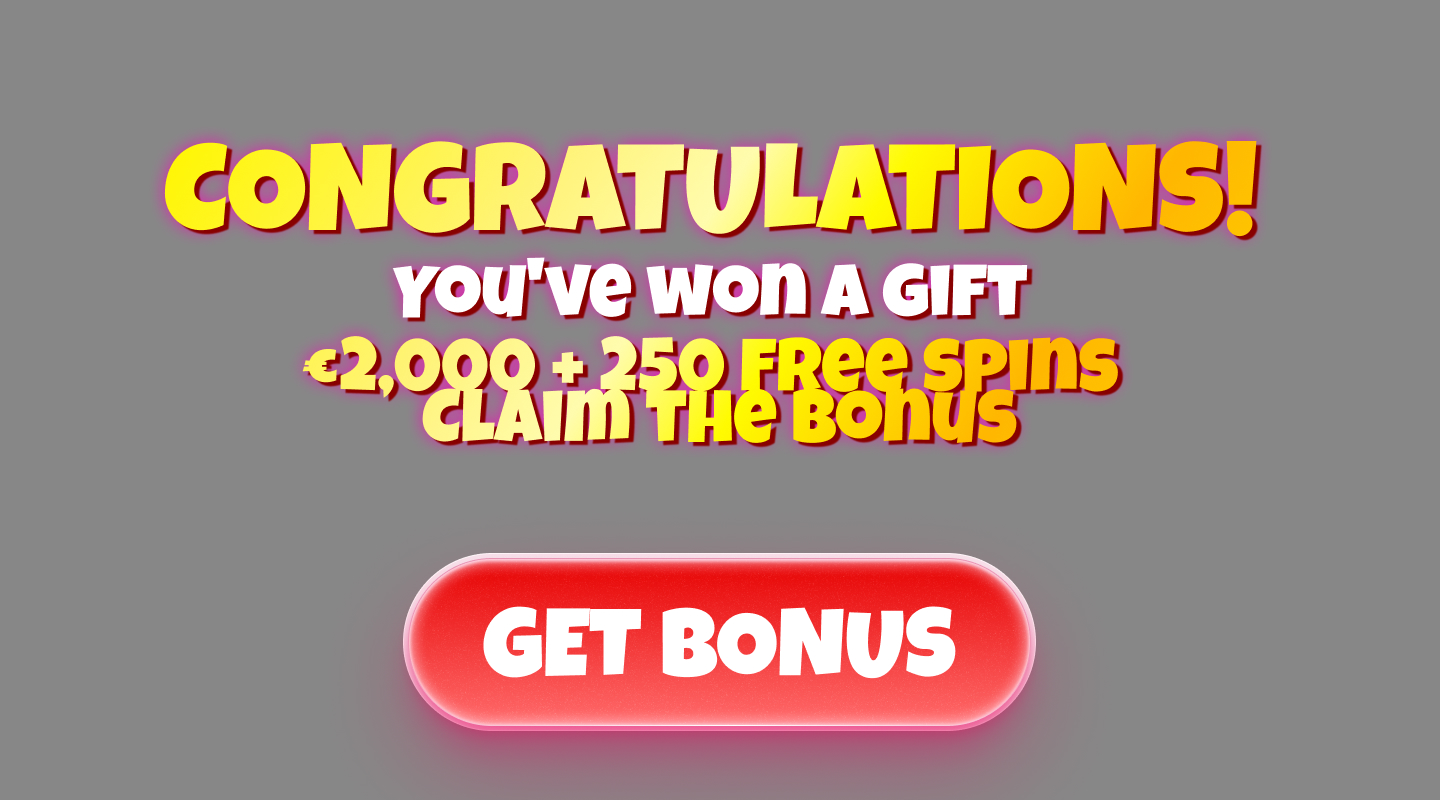 CONGRATULATIONS!
You've won a gift
€2,000 + 250 FREE SPINS
CLAIM THE BONUS
GET BONUS